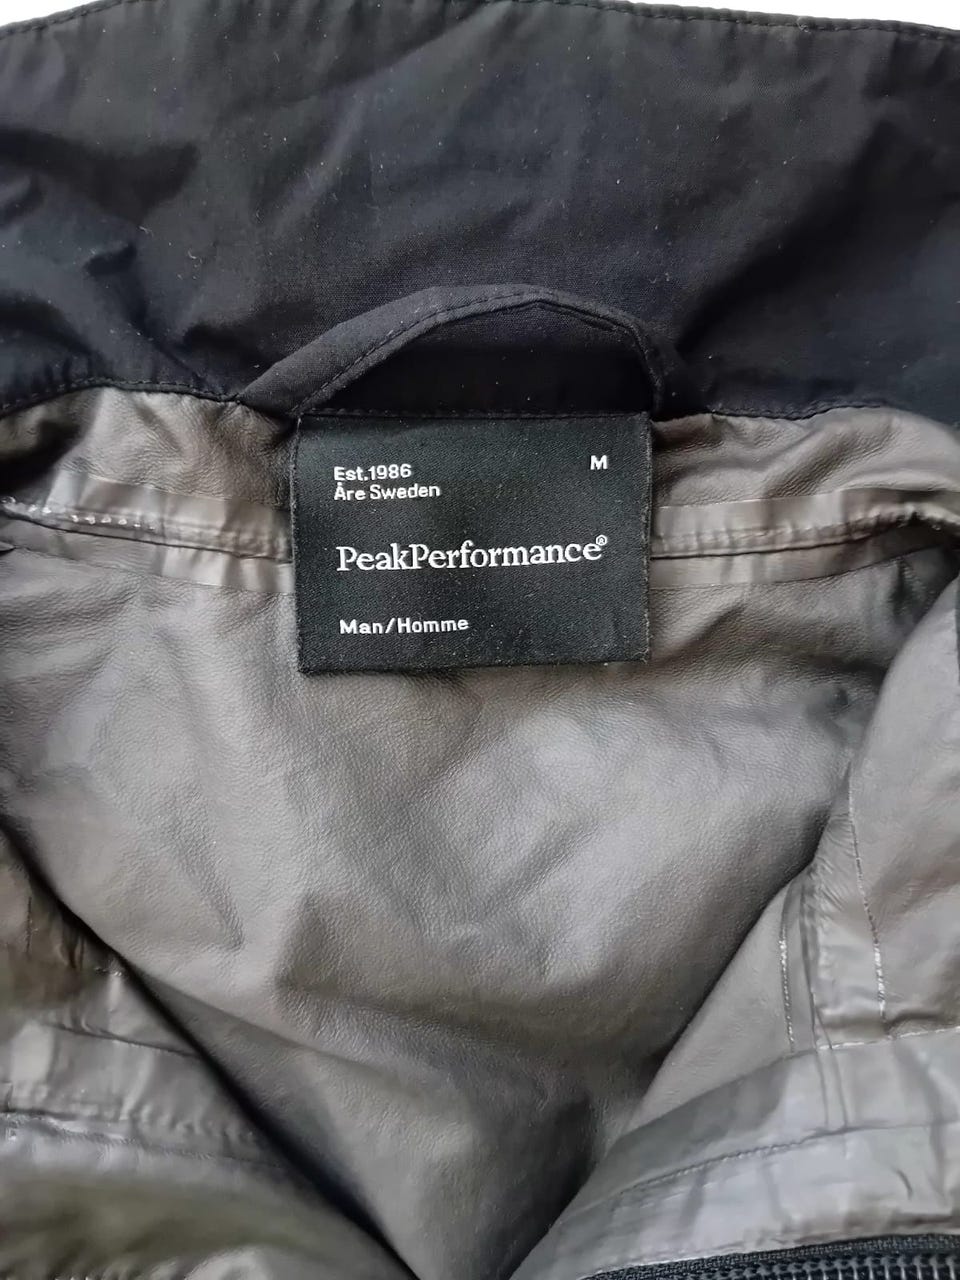 Est.1986
M
Åre Sweden
PeakPerformance®
Man/Homme